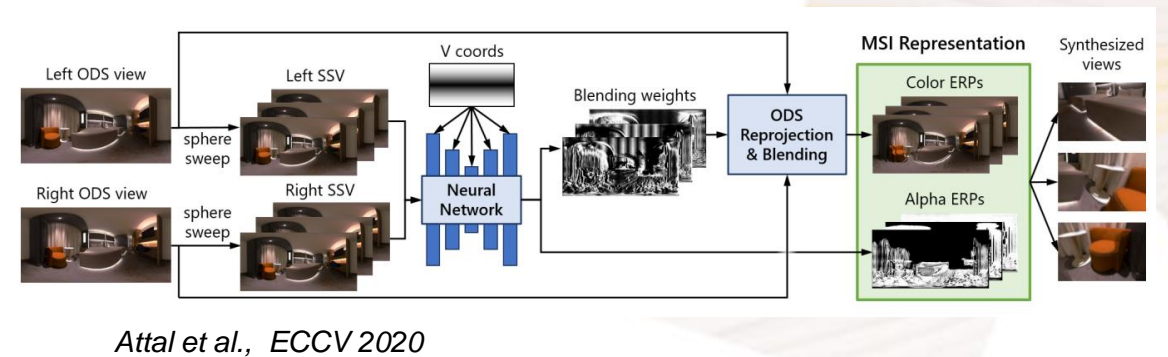 Left ODS view
Right ODS view
sphere
sweep
sphere
sweep
Left SSV
Right SSV
V coords
Neural
Network
Blending weights
ODS
Reprojection
& Blending
MSI Representation
Color ERPs
Alpha ERPs
Synthesized
views
Attal et al., ECCV 2020